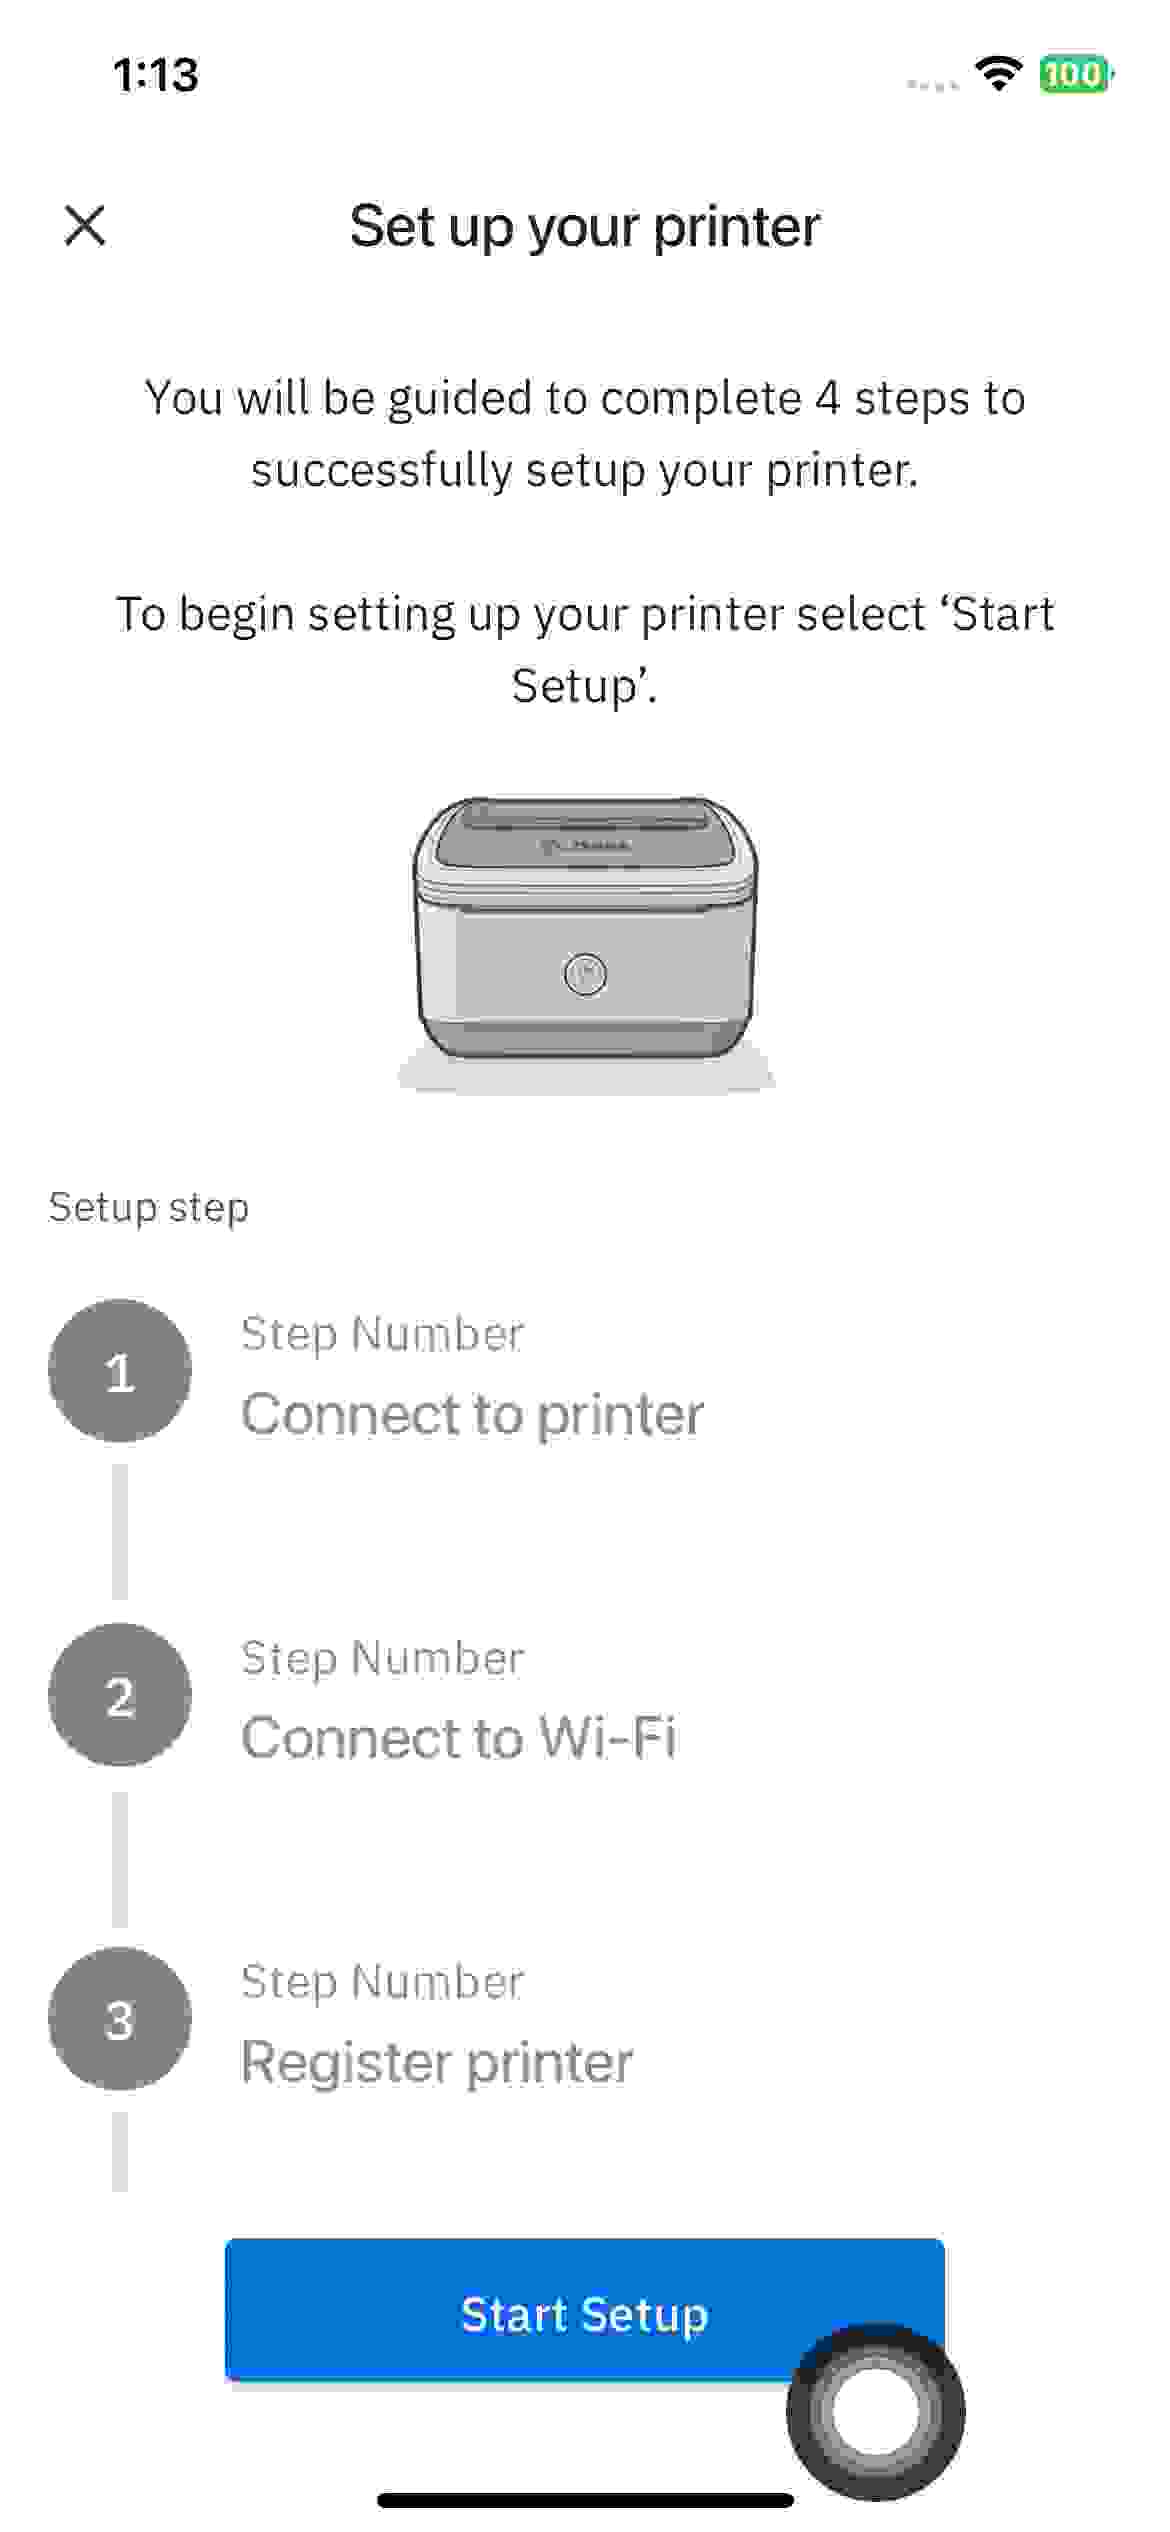 1:13
100
Set up your printer
You will be guided to complete 4 steps to
successfully setup your printer.
To begin setting up your printer select ‘Start
Setup’.
Setup step
1
Step Number
Connect to printer
2
Step Number
Connect to Wi-Fi
3
Step Number
Register printer
Start Setup